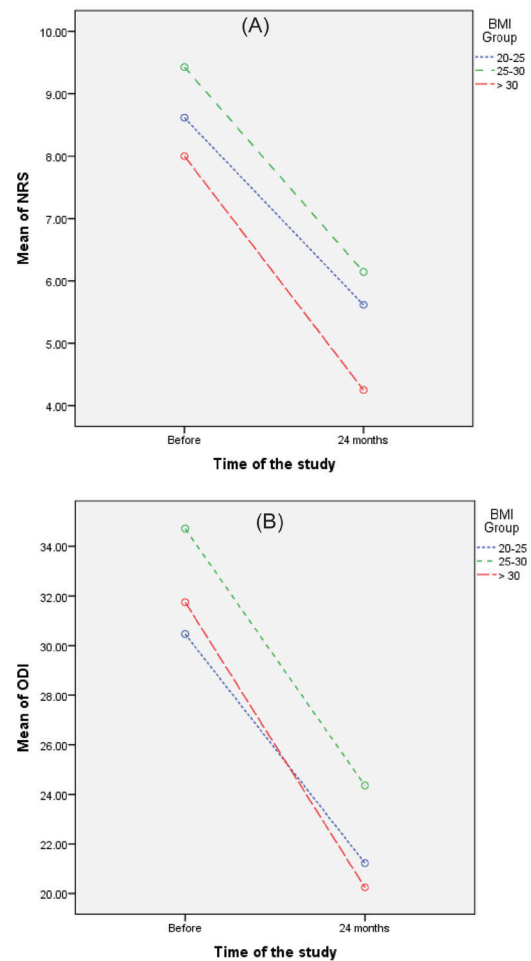 (A)
BMI
Group
20-25
25-30
> 30
10.00
9.00
8.00
7.00
6.00
5.00
4.00
Mean of NRS
Before
24 months
Time of the study
(B)
BMI
Group
20-25
25-30
> 30
34.00
32.00
30.00
28.00
26.00
24.00
22.00
20.00
Mean of ODI
Before
24 months
Time of the study